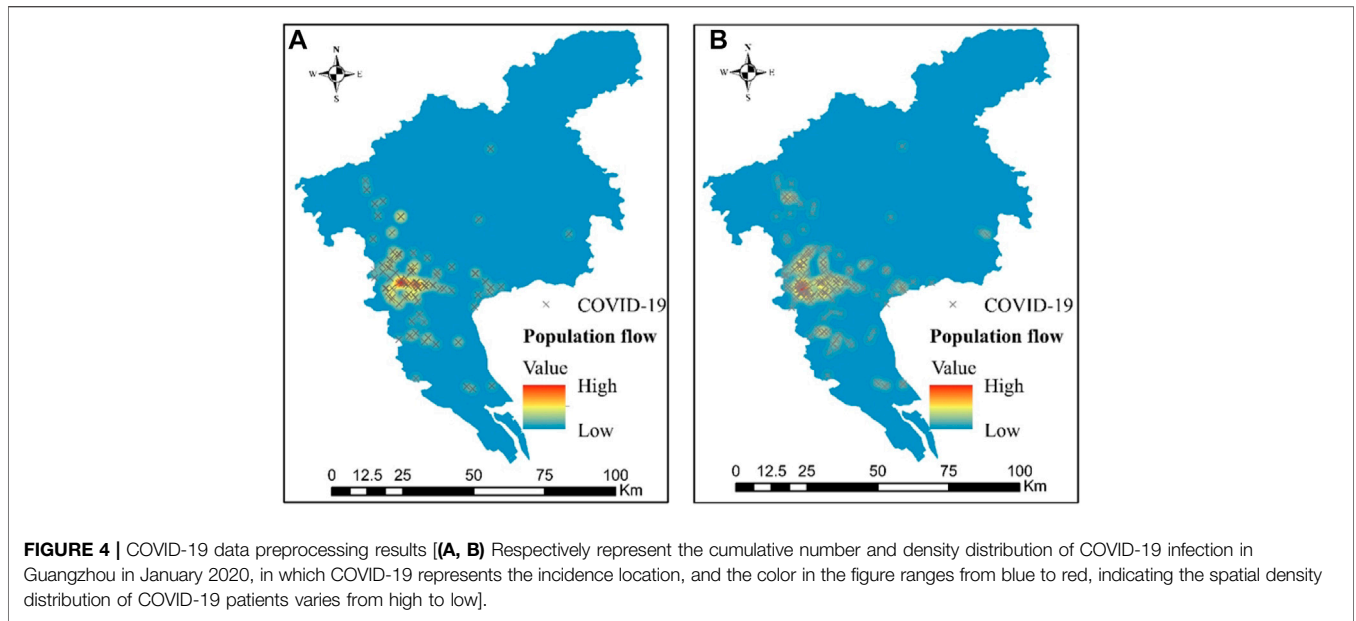 A
N
W E
S
COVID-19
Population flow
Value
High
Low
0 12.5 25 50 75 100
Km
B
N
W E
S
COVID-19
Population flow
Value
High
Low
0 12.5 25 50 75 100
Km
FIGURE 4 | COVID-19 data preprocessing results [(A, B) Respectively represent the cumulative number and density distribution of COVID-19 infection in
Guangzhou in January 2020, in which COVID-19 represents the incidence location, and the color in the figure ranges from blue to red, indicating the spatial density
distribution of COVID-19 patients varies from high to low].